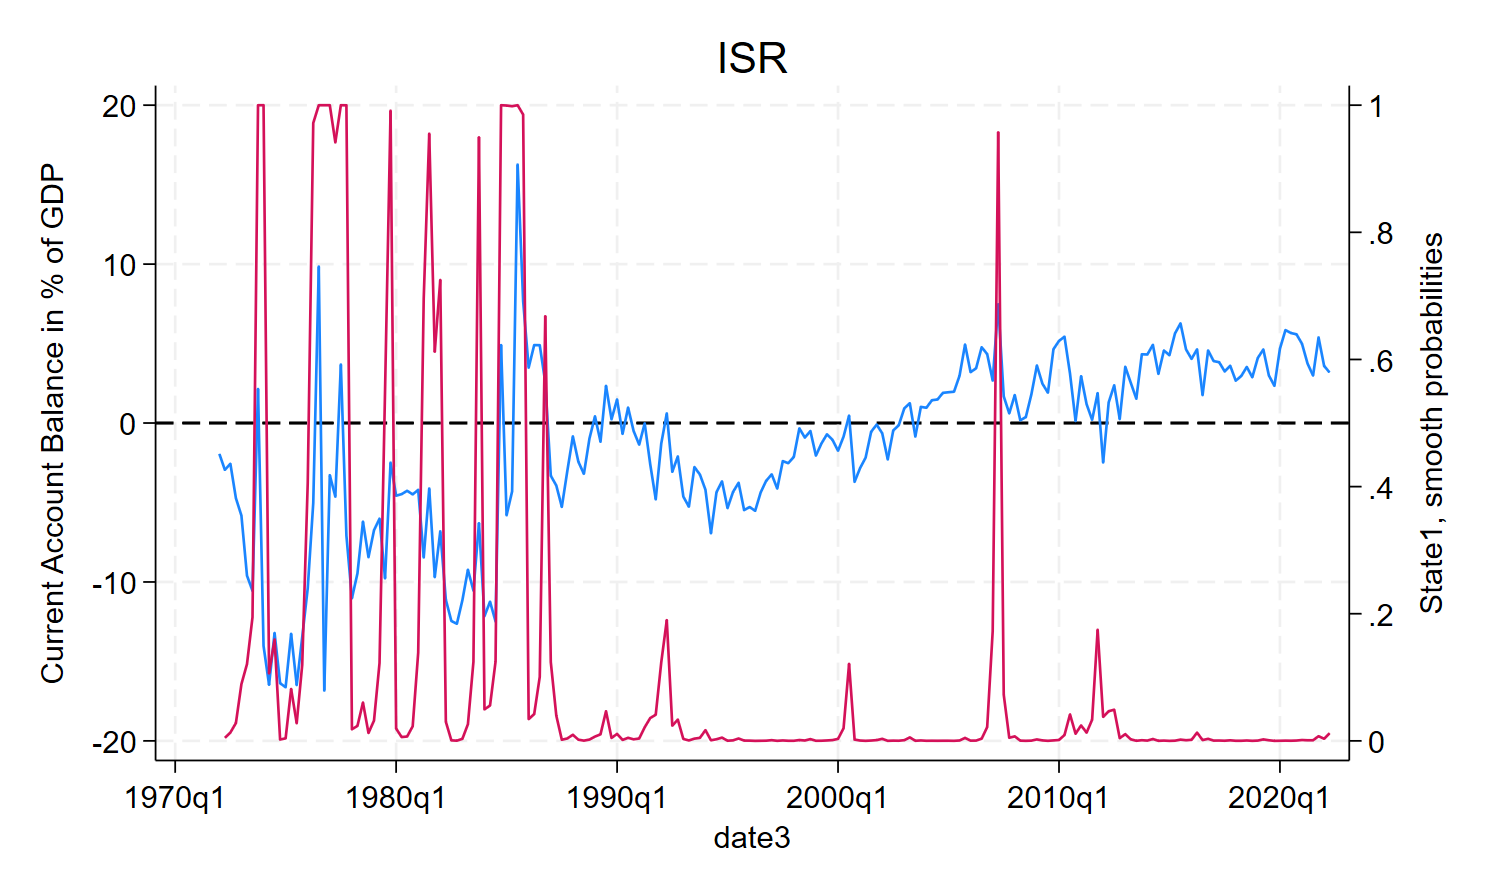 ISR
Current Account Balance in % of GDP
20
10
0
-10
-20
1
.8
.6
.4
.2
0
State1, smooth probabilities
1970q1 1980q1 1990q1 2000q1 2010q1 2020q1
date3